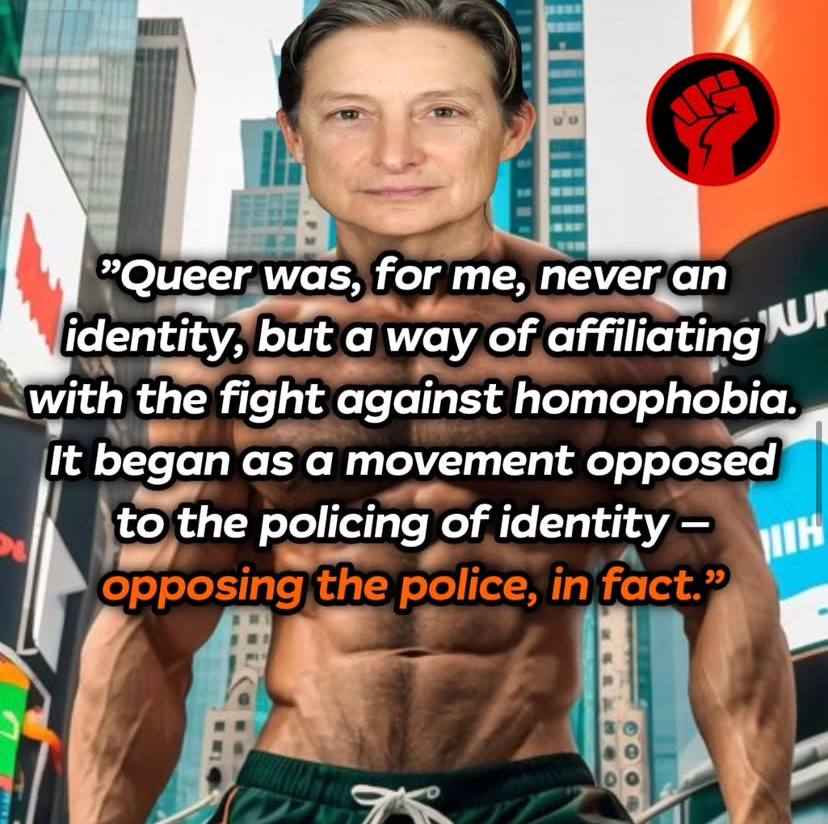 ”Queer was, for me, never an
identity, but a way of affiliating
with the fight against homophobia.
It began as a movement opposed
to the policing of identity –
opposing the police, in fact.”